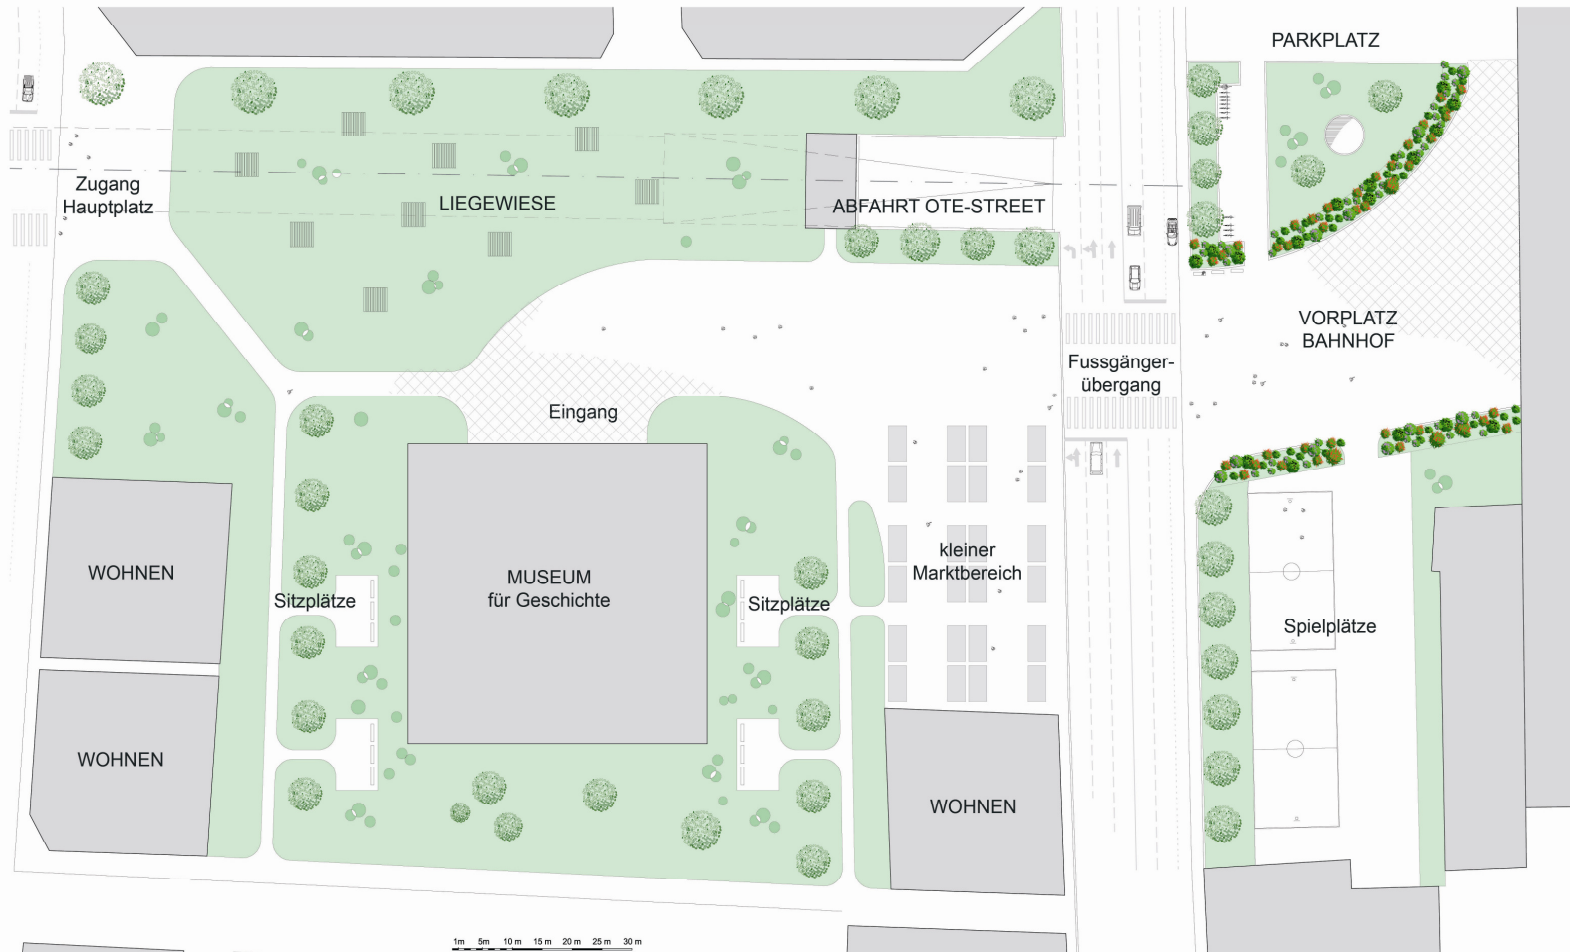 PARKPLATZ
Zugang
Hauptplatz
LIEGEWIESE
ABFAHRT OTE-STREET
VORPLATZ
BAHNHOF
Fussgänger-
übergang
Eingang
kleiner
Marktbereich
WOHNEN
MUSEUM
für Geschichte
Sitzplätze
Sitzplätze
Spielplätze
WOHNEN
WOHNEN
1m 5m 10 m 15 m 20 m 25 m 30 m